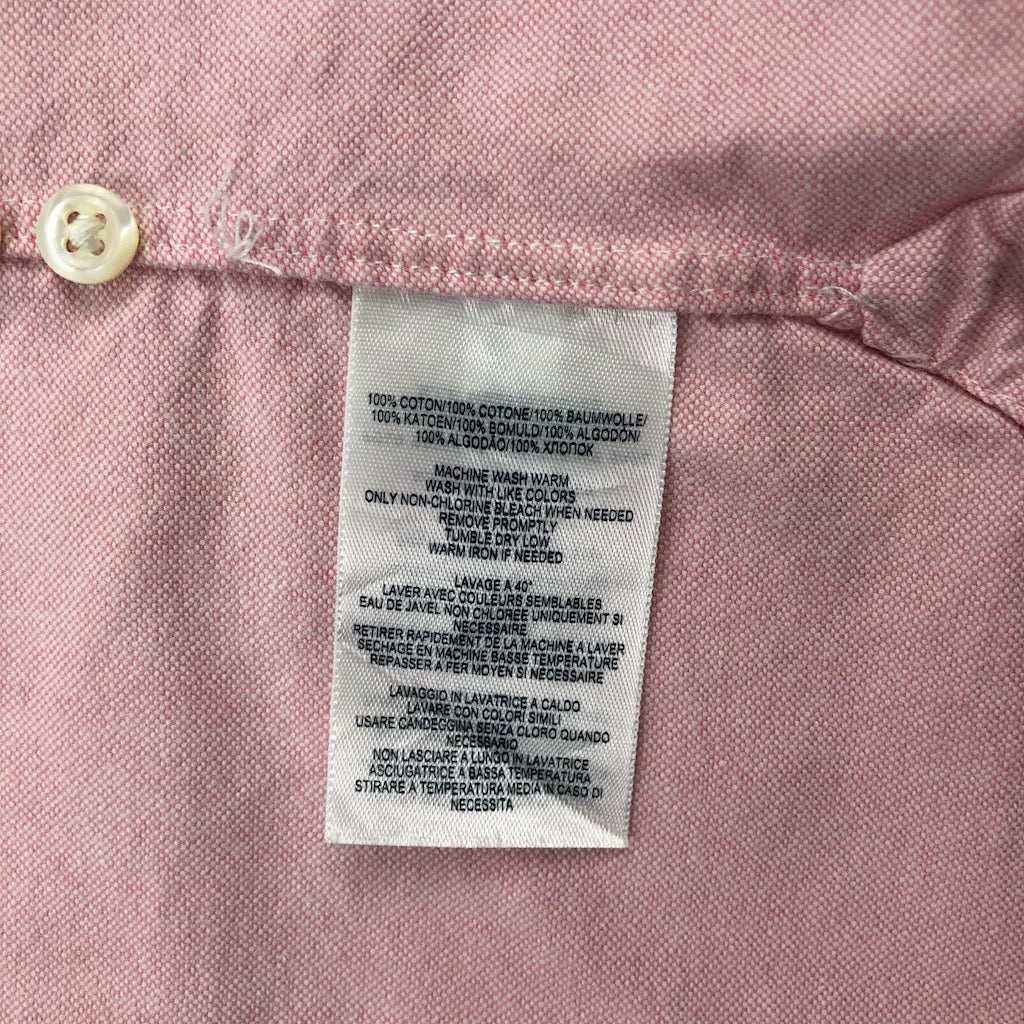 100% COTON/100% COTONE/100% BAUMWOLLE/
100% KATOEN/100% BOMULD/100% ALGODÓN/
100% ALGODÃO/100% ХЛОПОК
MACHINE WASH WARM
WASH WITH LIKE COLORS
ONLY NON-CHLORINE BLEACH WHEN NEEDED
REMOVE PROMPTLY
TUMBLE DRY LOW
WARM IRON IF NEEDED
LAVAGE A 40°
LAVER AVEC COULEURS SEMBLABLES
EAU DE JAVEL NON CHLOREE UNIQUEMENT SI
NECESSAIRE
RETIRER RAPIDEMENT DE LA MACHINE A LAVER
SECHAGE EN MACHINE BASSE TEMPERATURE
REPASSER A FER MOYEN SI NECESSAIRE
LAVAGGIO IN LAVATRICE A CALDO
LAVARE CON COLORI SIMILI
USARE CANDEGGINA SENZA CLORO QUANDO
NECESSARIO
NON LASCIARE A LUNGO IN LAVATRICE
ASCIUGATRICE A BASSA TEMPERATURA
STIRARE A TEMPERATURA MEDIA IN CASO DI
NECESSITA